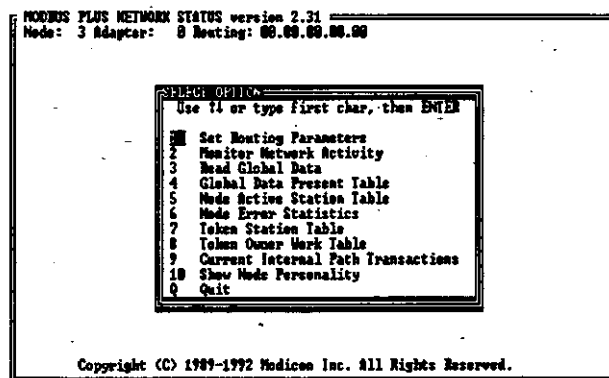 MODBUS PLUS NETWORK STATUS version 2.31
Node: 3 Adapter: 0 Routing: 00.00.00.00.00
SELECT OPTION
Use ↑↓ or type first char, then ENTER
Set Routing Parameters
2 Monitor Network Activity
3 Read Global Data
4 Global Data Present Table
5 Node Active Station Table
6 Node Error Statistics
7 Token Station Table
8 Token Owner Work Table
9 Current Internal Path Transactions
10 Show Node Personality
Q Quit
Copyright (C) 1989-1992 Modicon Inc. All Rights Reserved.